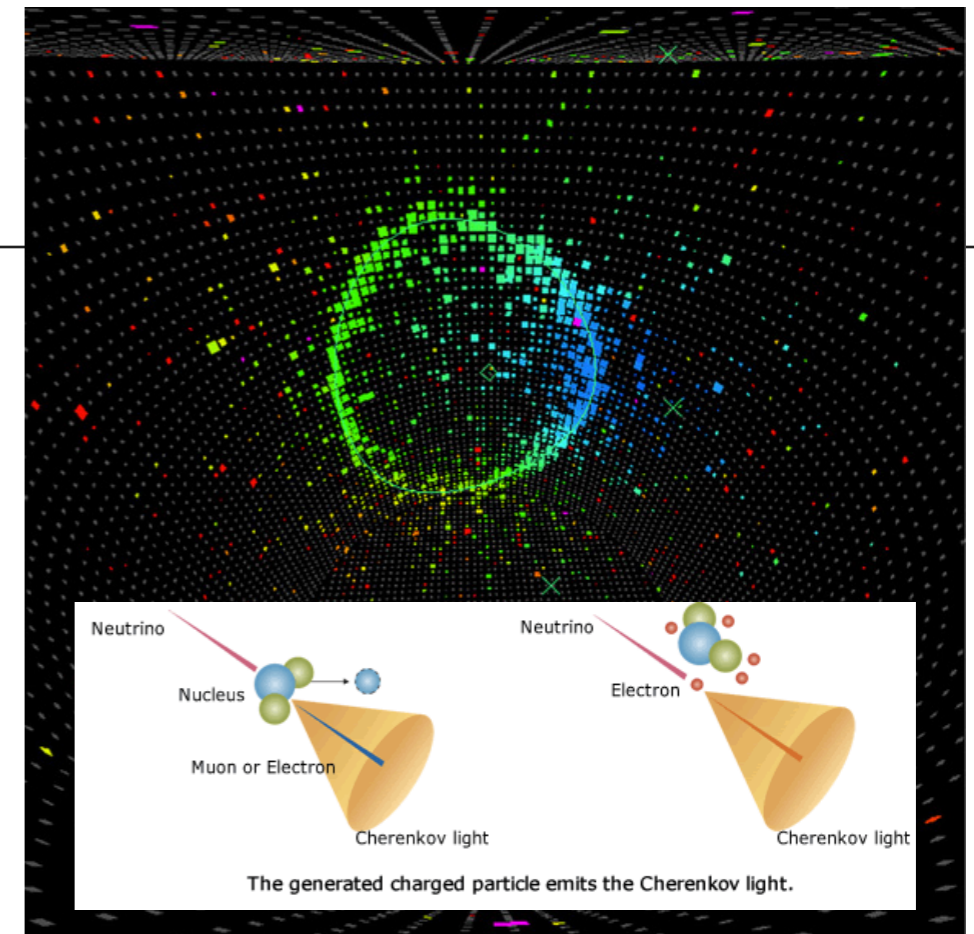 Neutrino
Nucleus
Muon or Electron
Cherenkov light
Neutrino
Electron
Cherenkov light
The generated charged particle emits the Cherenkov light.